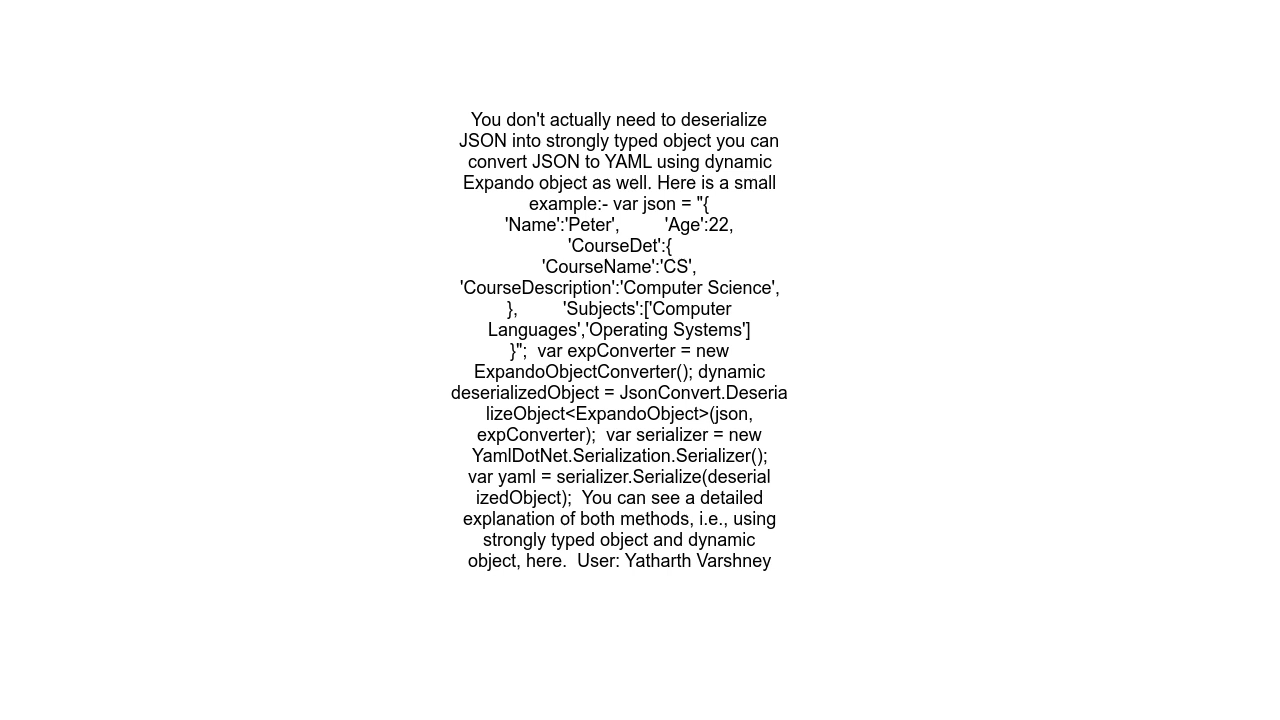 You don't actually need to deserialize
JSON into strongly typed object you can
convert JSON to YAML using dynamic
Expando object as well. Here is a small
example:- var json = "{
'Name':'Peter',         'Age':22,
'CourseDet':{
'CourseName':'CS',
'CourseDescription':'Computer Science',
},         'Subjects':['Computer
Languages','Operating Systems']
}";  var expConverter = new
ExpandoObjectConverter(); dynamic
deserializedObject = JsonConvert.Deseria
lizeObject<ExpandoObject>(json,
expConverter);  var serializer = new
YamlDotNet.Serialization.Serializer();
var yaml = serializer.Serialize(deserial
izedObject);  You can see a detailed
explanation of both methods, i.e., using
strongly typed object and dynamic
object, here.  User: Yatharth Varshney